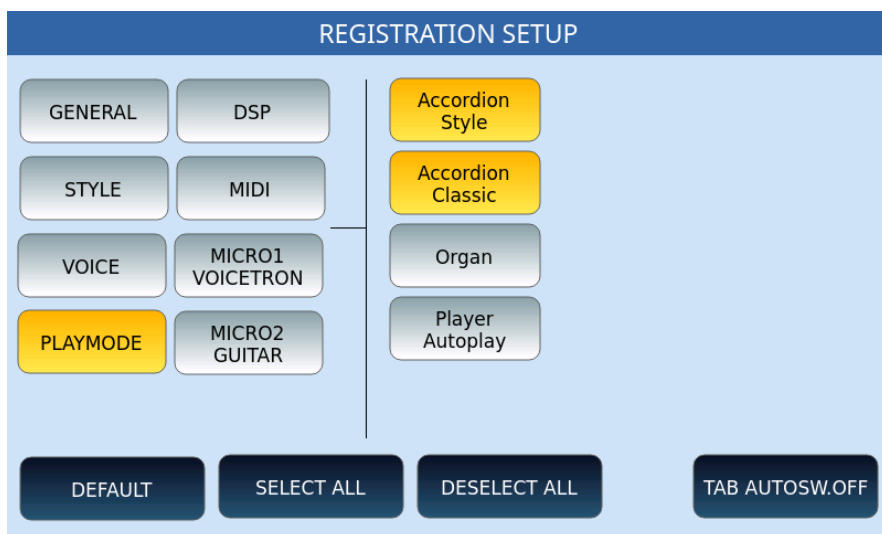 REGISTRATION SETUP
GENERAL
DSP
STYLE
MIDI
VOICE
MICRO1
VOICETRON
PLAYMODE
MICRO2
GUITAR
Accordion
Style
Accordion
Classic
Organ
Player
Autoplay
DEFAULT
SELECT ALL
DESELECT ALL
TAB AUTOSW.OFF